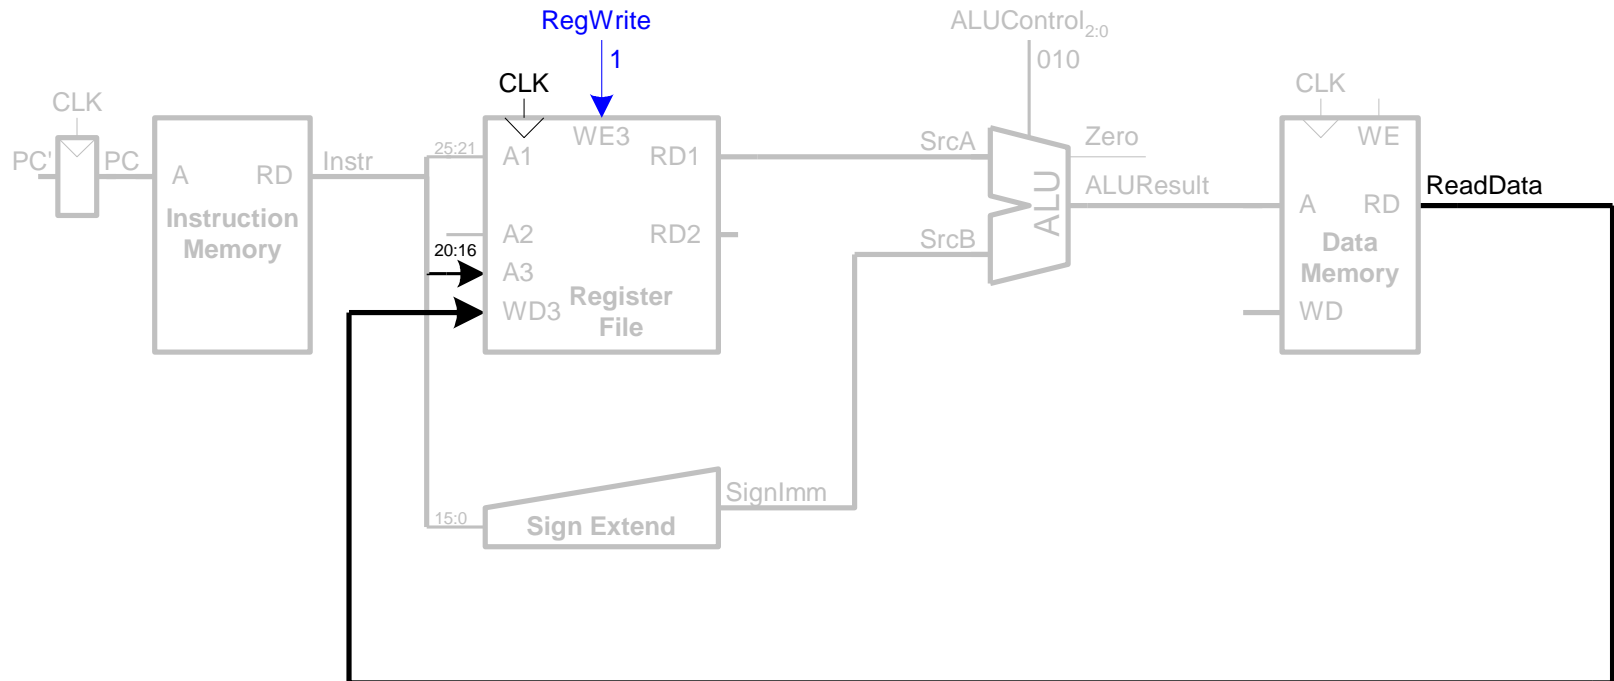 RegWrite
ALUControl2:0
1
010
CLK
CLK
CLK
WE3
WE
Zero
PC'
PC
A
RD
Instr
25:21
A1
RD1
SrcA
ALU
ALUResult
A
RD
ReadData
Instruction
Memory
A2
RD2
SrcB
Data
Memory
20:16
A3
WD3
Register
File
WD
SignImm
15:0
Sign Extend